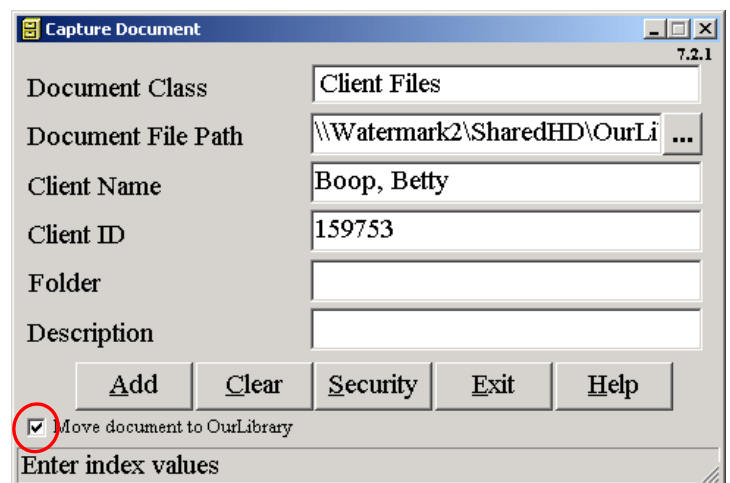 Capture Document
7.2.1
Document Class Client Files
Document File Path \\Watermark2\SharedHD\OurLi ...
Client Name Boop, Betty
Client ID 159753
Folder
Description
Add Clear Security Exit Help
Move document to OurLibrary
Enter index values